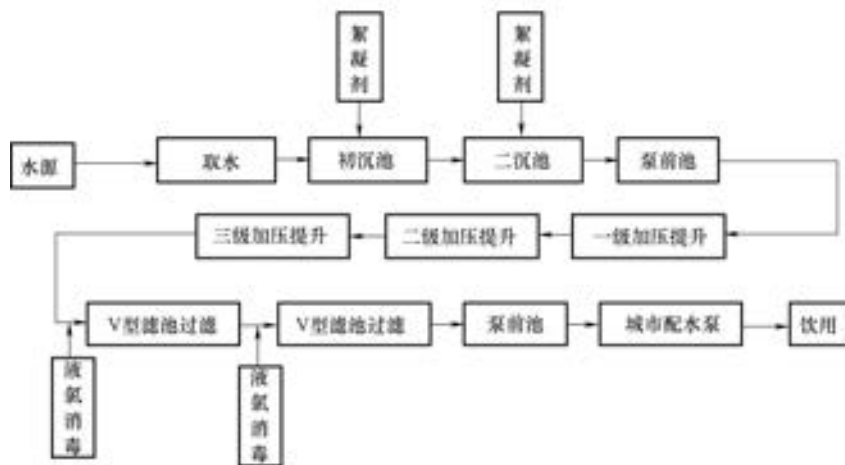 絮凝剂
絮凝剂
水源
取水
初沉池
二沉池
泵前池
三级加压提升
二级加压提升
一级加压提升
V型滤池过滤
V型滤池过滤
泵前池
城市配水泵
饮用
液氯消毒
液氯消毒